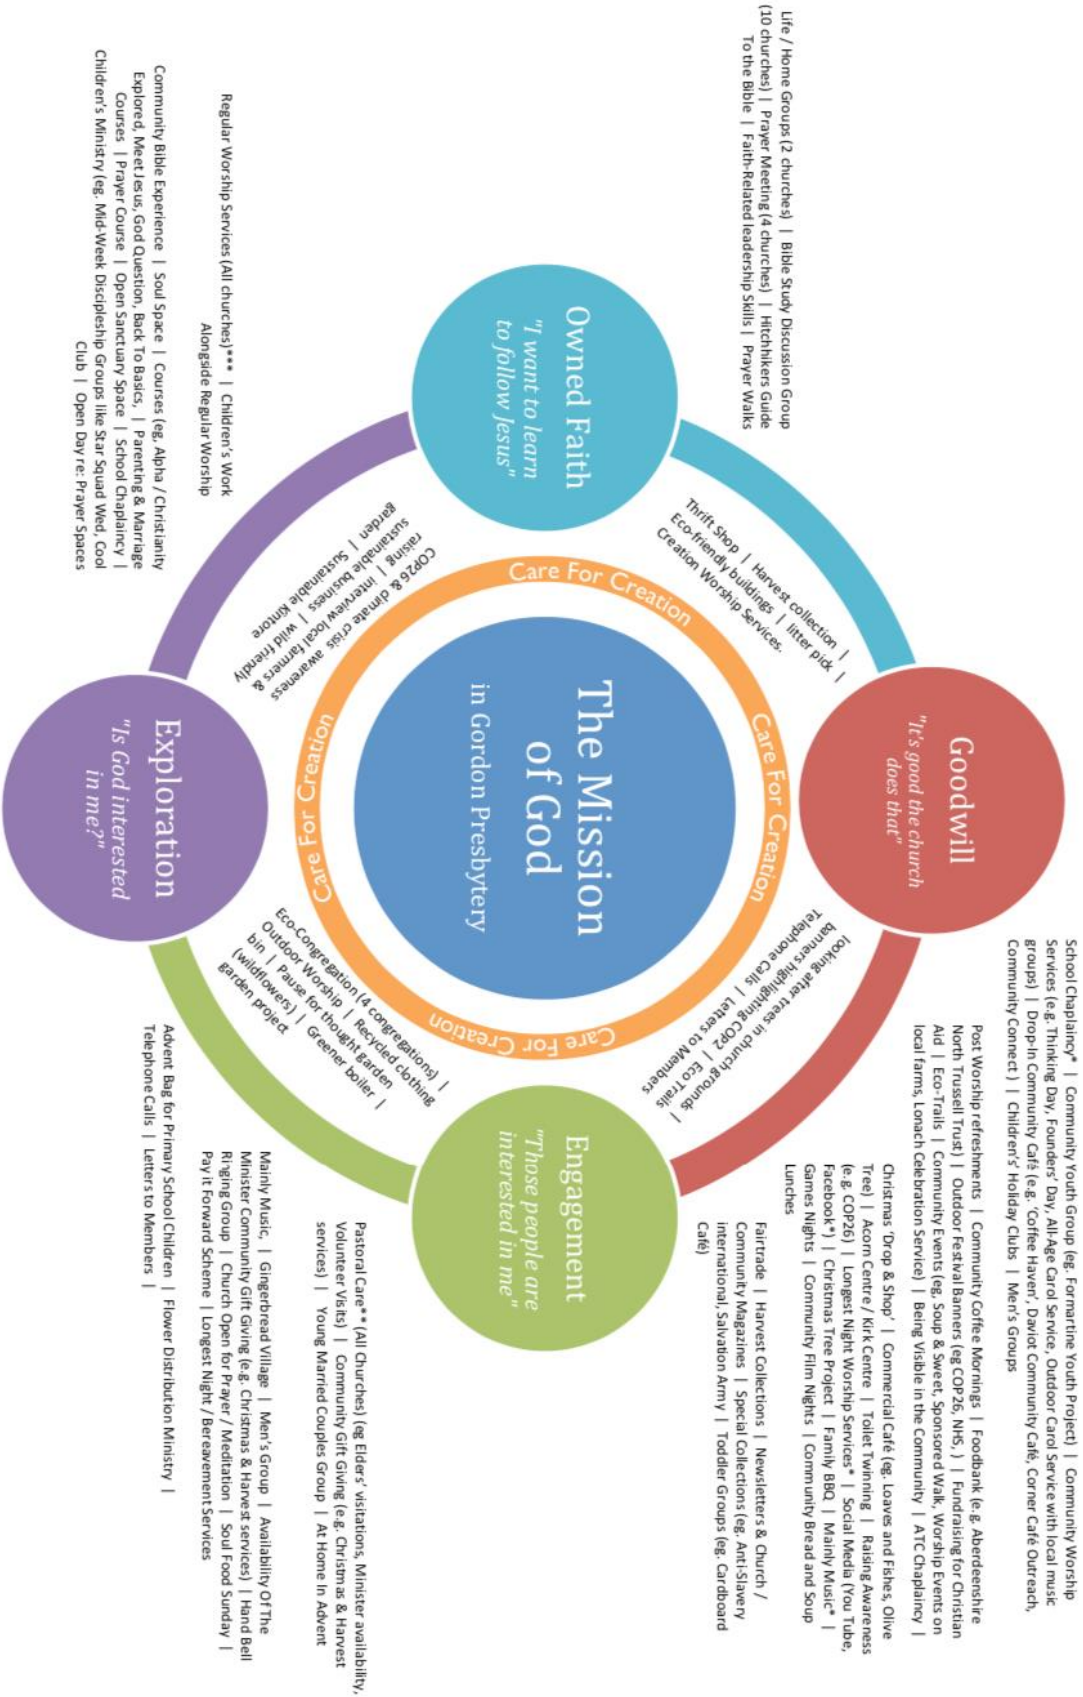 School Chaplaincy* | Community Youth Group (eg. Formartine Youth Project) | Community Worship
Services (e.g. Thinking Day, Founders' Day, All-Age Carol Service, Outdoor Carol Service with local music
groups) | Drop-In Community Café (e.g. 'Coffee Haven', Daviot Community Café, Corner Café Outreach,
Community Connect ) | Children's' Holiday Clubs | Men's Groups
Post Worship refreshments | Community Coffee Mornings | Foodbank (e.g. Aberdeenshire
North Trussell Trust) | Outdoor Festival Banners (eg COP26, NHS, ) | Fundraising for Christian
Aid | Eco-Trails | Community Events (eg, Soup & Sweet, Sponsored Walk, Worship Events on
local farms, Lonach Celebration Service) | Being Visible in the Community | ATC Chaplaincy |
Christmas 'Drop & Shop' | Commercial Café (eg. Loaves and Fishes, Olive
Tree) | Acorn Centre / Kirk Centre | Toilet Twinning | Raising Awareness
(e.g. COP26) | Longest Night Worship Services* | Social Media (You Tube,
Facebook*) | Christmas Tree Project | Family BBQ | Mainly Music* |
Games Nights | Community Film Nights | Community Bread and Soup
Lunches
Fairtrade | Harvest Collections | Newsletters & Church /
Community Magazines | Special Collections (eg. Anti-Slavery
international, Salvation Army | Toddler Groups (eg. Cardboard
Café)
Goodwill
"It's good the church
does that"
Life / Home Groups (2 churches) | Bible Study Discussion Group
(10 churches) | Prayer Meeting (4 churches) | Hitchhikers Guide
To the Bible | Faith-Related leadership Skills | Prayer Walks
Thrift Shop | Harvest collection |
Eco-friendly buildings | litter pick |
Creation Worship Services.
looking after trees in church grounds |
banners highlighting COP2 | Eco Trails
Telephone Calls | Letters to Members
Care For Creation
Care For Creation
Care For Creation
Care For Creation
The Mission
of God
in Gordon Presbytery
Owned Faith
"I want to learn
to follow Jesus"
Engagement
"Those people are
interested in me"
COP26 & climate crisis awareness
raising | interview local farmers &
sustainable business | wild friendly
garden | Sustainable Kintore
Eco-Congregation (4 congregations) |
Outdoor Worship | Recycled clothing
bin | Pause for thought garden
(wildflowers) | Greener boiler |
garden project
Pastoral Care** (All Churches) (eg Elders' visitations, Minister availability,
Volunteer Visits) | Community Gift Giving (e.g. Christmas & Harvest
services) | Young Married Couples Group | At Home In Advent
Mainly Music, | Gingerbread Village | Men's Group | Availability Of The
Minister Community Gift Giving (e.g. Christmas & Harvest services) | Hand Bell
Ringing Group | Church Open for Prayer / Meditation | Soul Food Sunday |
Pay it Forward Scheme | Longest Night / Bereavement Services
Advent Bag for Primary School Children | Flower Distribution Ministry |
Telephone Calls | Letters to Members |
Regular Worship Services (All churches)*** | Children's Work
Alongside Regular Worship
Community Bible Experience | Soul Space | Courses (eg, Alpha / Christianity
Explored, Meet Jesus, God Question, Back To Basics, | Parenting & Marriage
Courses | Prayer Course | Open Sanctuary Space | School Chaplaincy |
Children's Ministry (eg. Mid-Week Discipleship Groups like Star Squad Wed, Cool
Club | Open Day re: Prayer Spaces
Exploration
"Is God interested
in me?"